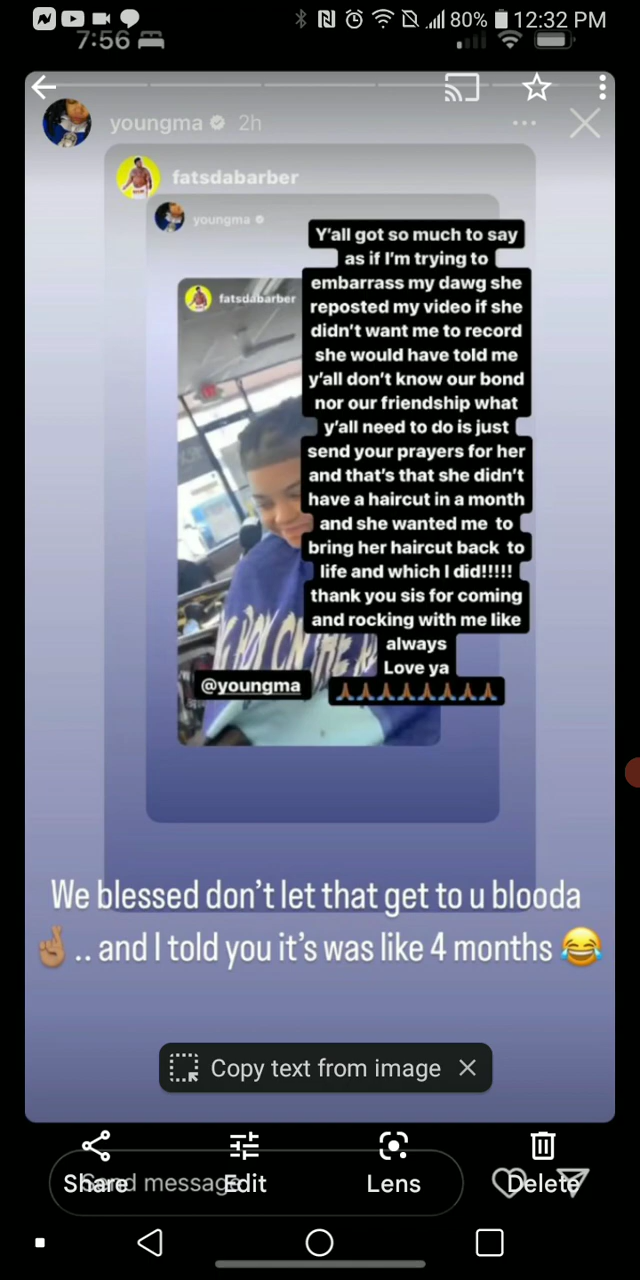 80% 12:32 PM
7:56
youngma 2h
fatsdabarber
youngma
fatsdabarber
Y'all got so much to say
as if I'm trying to
embarrass my dawg she
reposted my video if she
didn't want me to record
she would have told me
y'all don't know our bond
nor our friendship what
y'all need to do is just
send your prayers for her
and that's that she didn't
have a haircut in a month
and she wanted me to
bring her haircut back to
life and which I did!!!!!
thank you sis for coming
and rocking with me like
always
Love ya
🙏🏾🙏🏾🙏🏾🙏🏾🙏🏾🙏🏾🙏🏾🙏🏾
@youngma
We blessed don't let that get to u blooda
🤞🏽.. and I told you it's was like 4 months 😂
Copy text from image
Send message
Share Edit Lens Delete